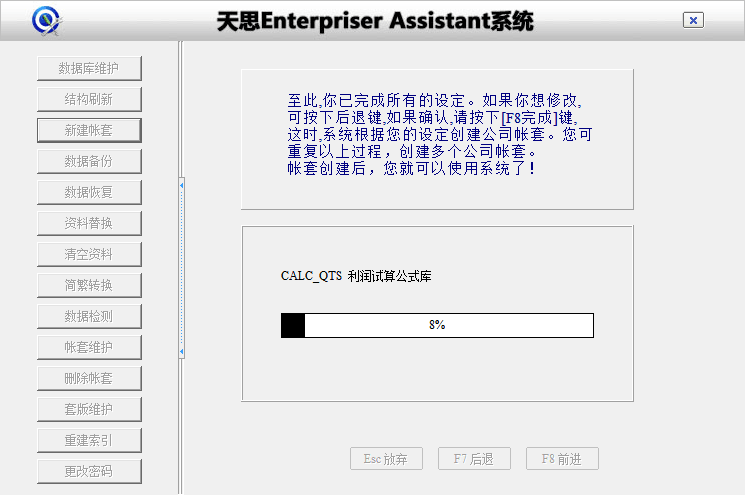 天思Enterpriser Assistant系统
数据库维护
结构刷新
新建帐套
数据备份
数据恢复
资料替换
清空资料
简繁转换
数据检测
帐套维护
删除帐套
套版维护
重建索引
更改密码
至此,你已完成所有的设定。如果你想修改,
可按下后退键,如果确认,请按下[F8完成]键,
这时,系统根据您的设定创建公司帐套。您可
重复以上过程，创建多个公司帐套。
帐套创建后，您就可以使用系统了！
CALC_QTS 利润试算公式库
8%
Esc 放弃
F7 后退
F8 前进